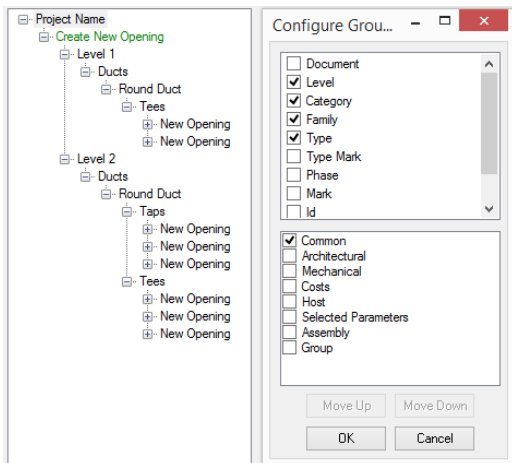 Project Name
Create New Opening
Level 1
Ducts
Round Duct
Tees
New Opening
New Opening
Level 2
Ducts
Round Duct
Taps
New Opening
New Opening
New Opening
Tees
New Opening
New Opening
New Opening
Configure Grou...
Document
Level
Category
Family
Type
Type Mark
Phase
Mark
Id
Common
Architectural
Mechanical
Costs
Host
Selected Parameters
Assembly
Group
Move Up Move Down
OK Cancel